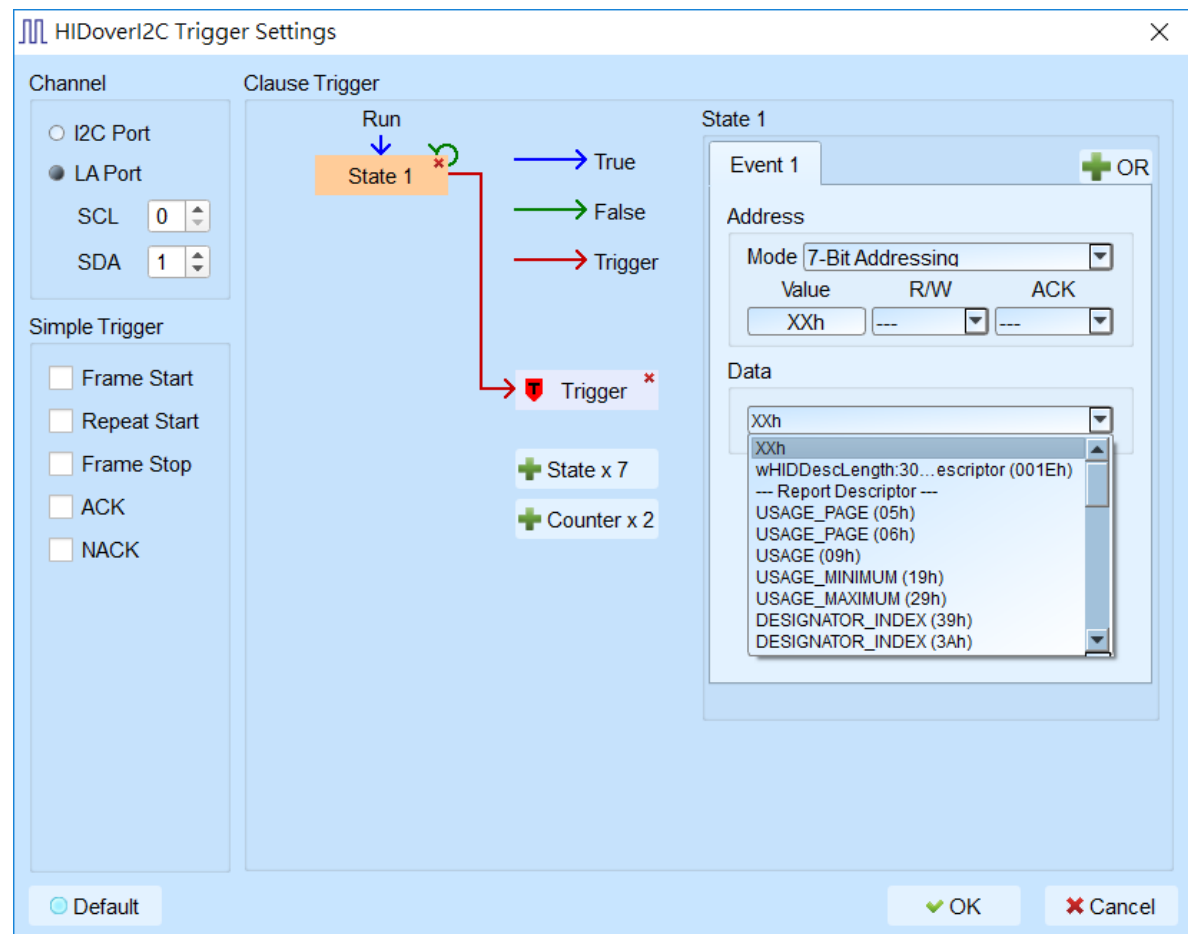 HIDoverI2C Trigger Settings
Channel
I2C Port
LA Port
SCL 0
SDA 1
Simple Trigger
Frame Start
Repeat Start
Frame Stop
ACK
NACK
Clause Trigger
Run
State 1
True
False
Trigger
T Trigger
State x 7
Counter x 2
State 1
Event 1
OR
Address
Mode 7-Bit Addressing
Value R/W ACK
XXh --- ---
Data
XXh
XXh
wHIDDescLength:30...escriptor (001Eh)
--- Report Descriptor ---
USAGE_PAGE (05h)
USAGE_PAGE (06h)
USAGE (09h)
USAGE_MINIMUM (19h)
USAGE_MAXIMUM (29h)
DESIGNATOR_INDEX (39h)
DESIGNATOR_INDEX (3Ah)
Default
OK
Cancel